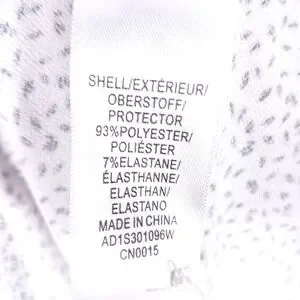 SHELL/EXTÉRIEUR/
OBERSTOFF/
PROTECTOR
93%POLYESTER/
POLIÉSTER
7%ELASTANE/
ÉLASTHANNE/
ELASTHAN/
ELASTANO
MADE IN CHINA
AD1S301096W
CN0015